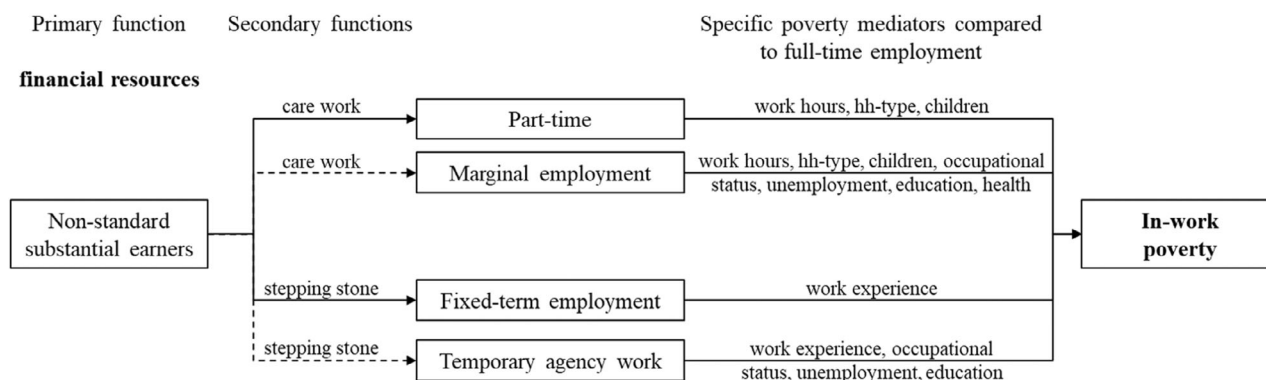 Primary function
Secondary functions
Specific poverty mediators compared
to full-time employment
financial resources
care work
Part-time
work hours, hh-type, children
care work
Marginal employment
work hours, hh-type, children, occupational
status, unemployment, education, health
Non-standard
substantial earners
In-work
poverty
stepping stone
Fixed-term employment
work experience
stepping stone
Temporary agency work
work experience, occupational
status, unemployment, education